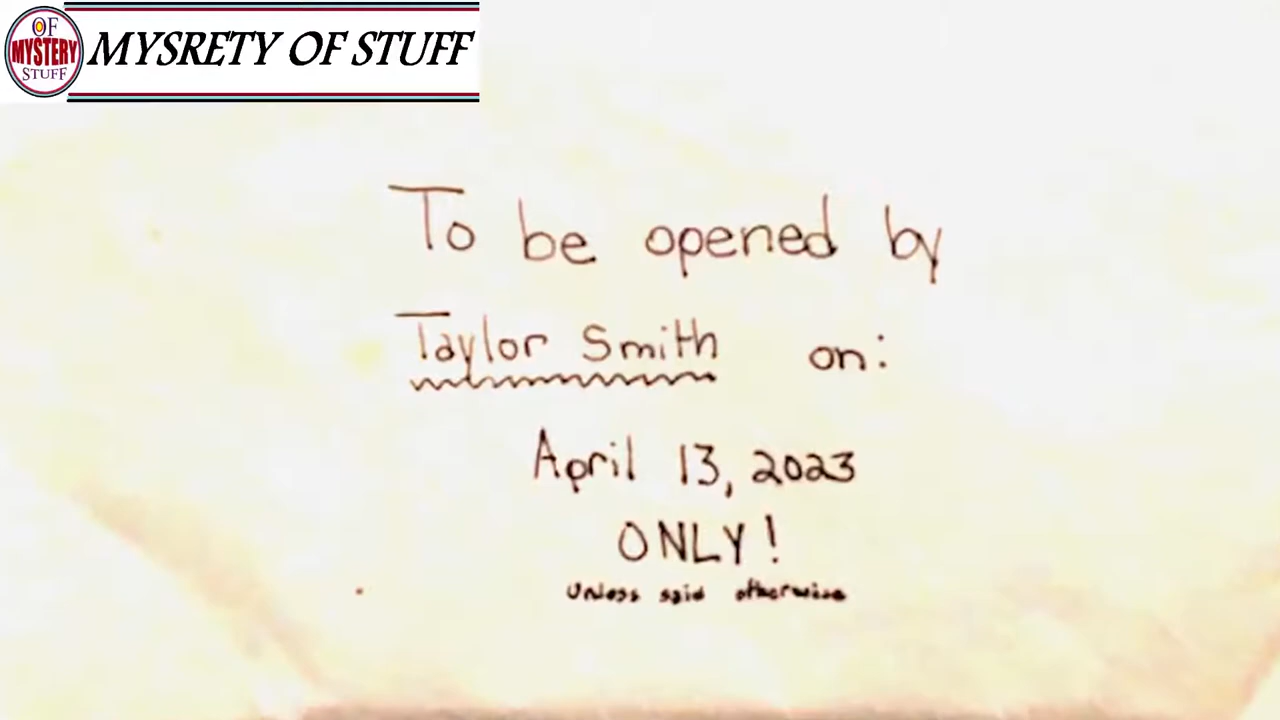 OF
MYSTERY
STUFF
MYSRETY OF STUFF
To be opened by
Taylor Smith on:
April 13, 2023
ONLY!
unless said otherwise